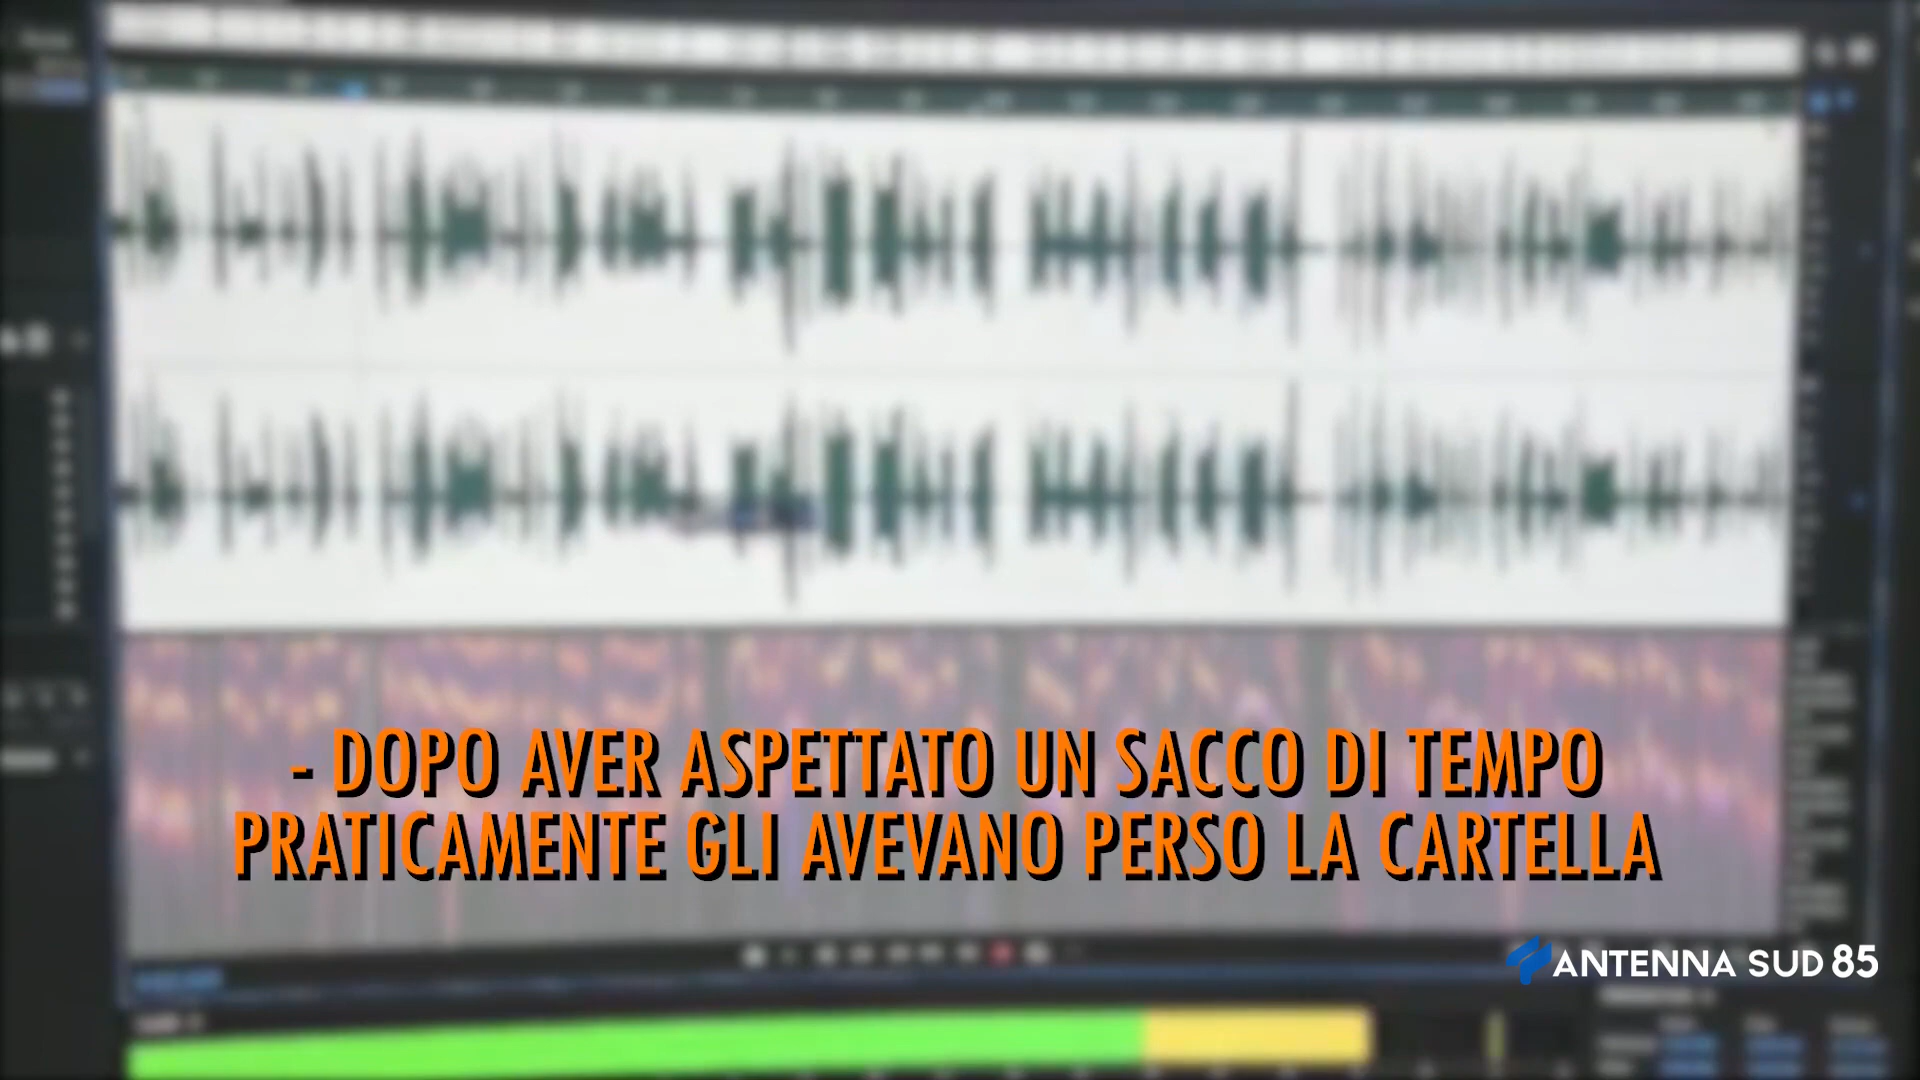 - DOPO AVER ASPETTATO UN SACCO DI TEMPO
PRATICAMENTE GLI AVEVANO PERSO LA CARTELLA
ANTENNA SUD 85